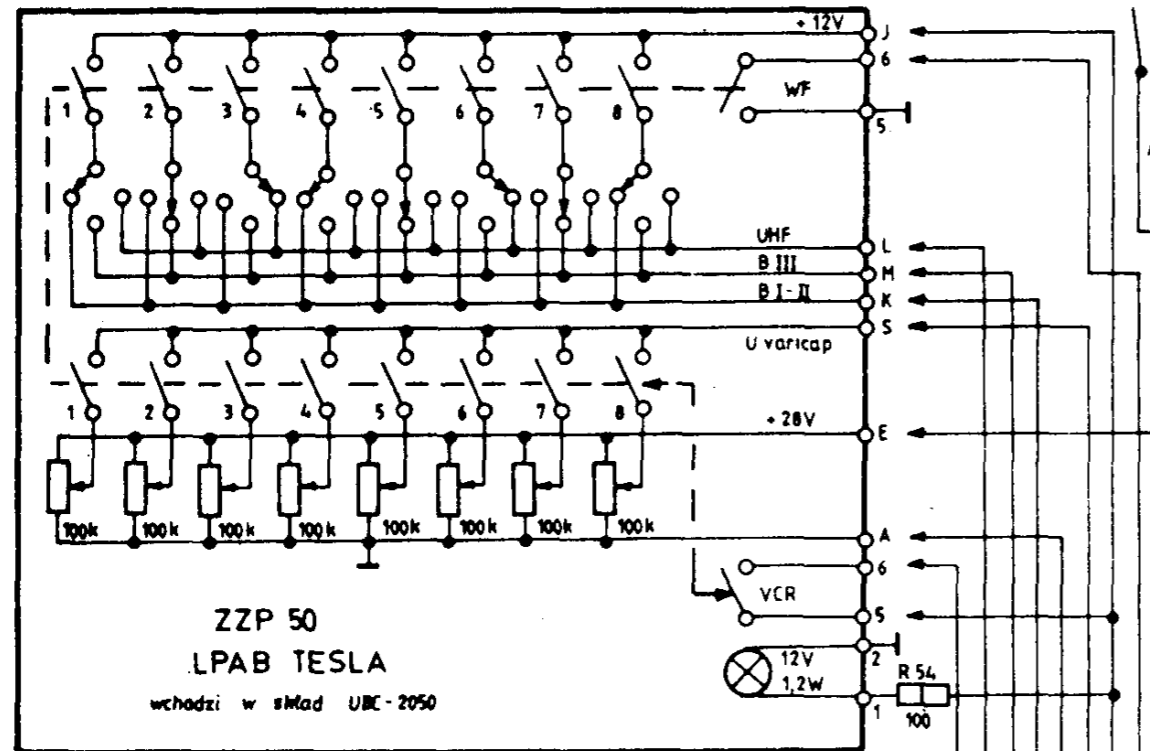 + 12V
J
6
WF
5
1 2 3 4 5 6 7 8
UHF
L
B III
M
B I-II
K
S
U varicap
1 2 3 4 5 6 7 8
+ 28V
E
100k 100k 100k 100k 100k 100k 100k 100k
A
6
VCR
5
ZZP 50
LPAB TESLA
wchodzi w skład UBC-2050
2
12V
1,2W
R 54
100
1